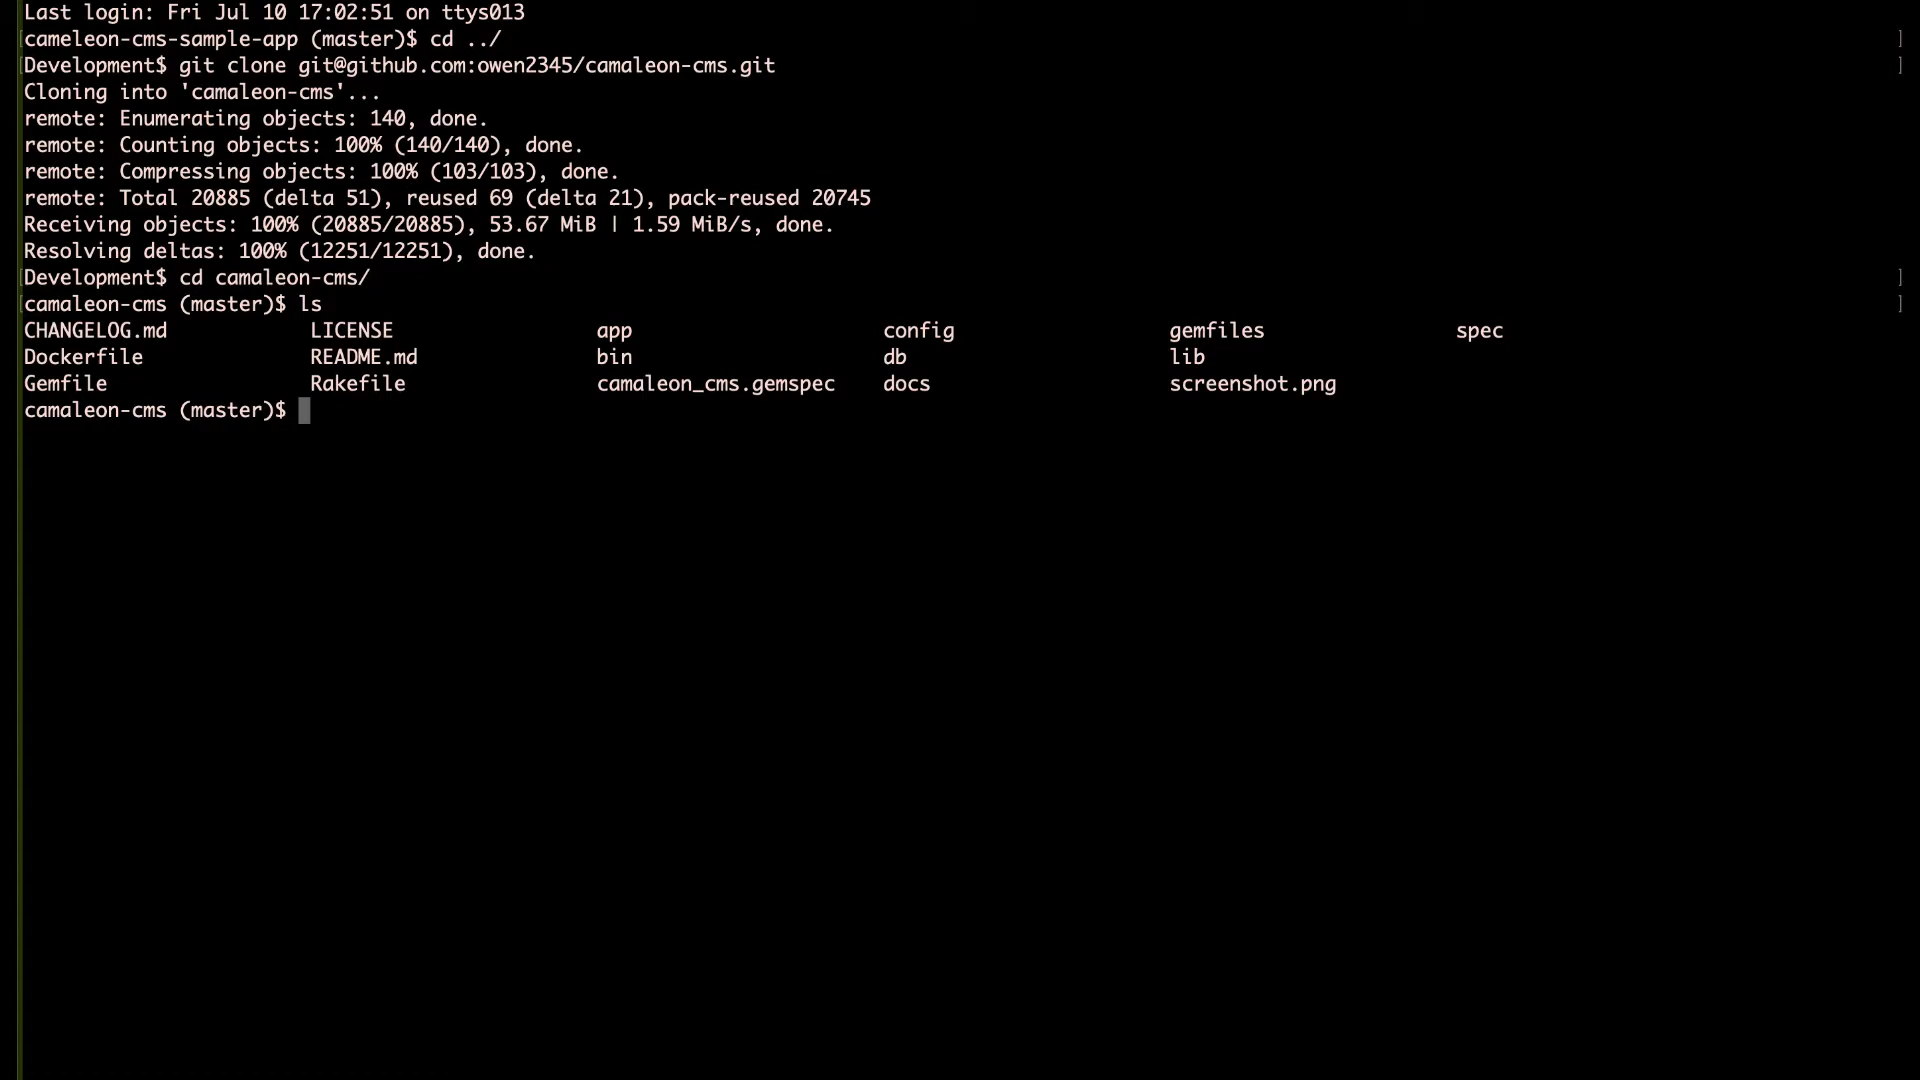 Last login: Fri Jul 10 17:02:51 on ttys013
[cameleon-cms-sample-app (master)$ cd ../ ]
[Development$ git clone git@github.com:owen2345/camaleon-cms.git ]
Cloning into 'camaleon-cms'...
remote: Enumerating objects: 140, done.
remote: Counting objects: 100% (140/140), done.
remote: Compressing objects: 100% (103/103), done.
remote: Total 20885 (delta 51), reused 69 (delta 21), pack-reused 20745
Receiving objects: 100% (20885/20885), 53.67 MiB | 1.59 MiB/s, done.
Resolving deltas: 100% (12251/12251), done.
[Development$ cd camaleon-cms/ ]
[camaleon-cms (master)$ ls ]
CHANGELOG.md LICENSE app config gemfiles spec
Dockerfile README.md bin db lib
Gemfile Rakefile camaleon_cms.gemspec docs screenshot.png
camaleon-cms (master)$